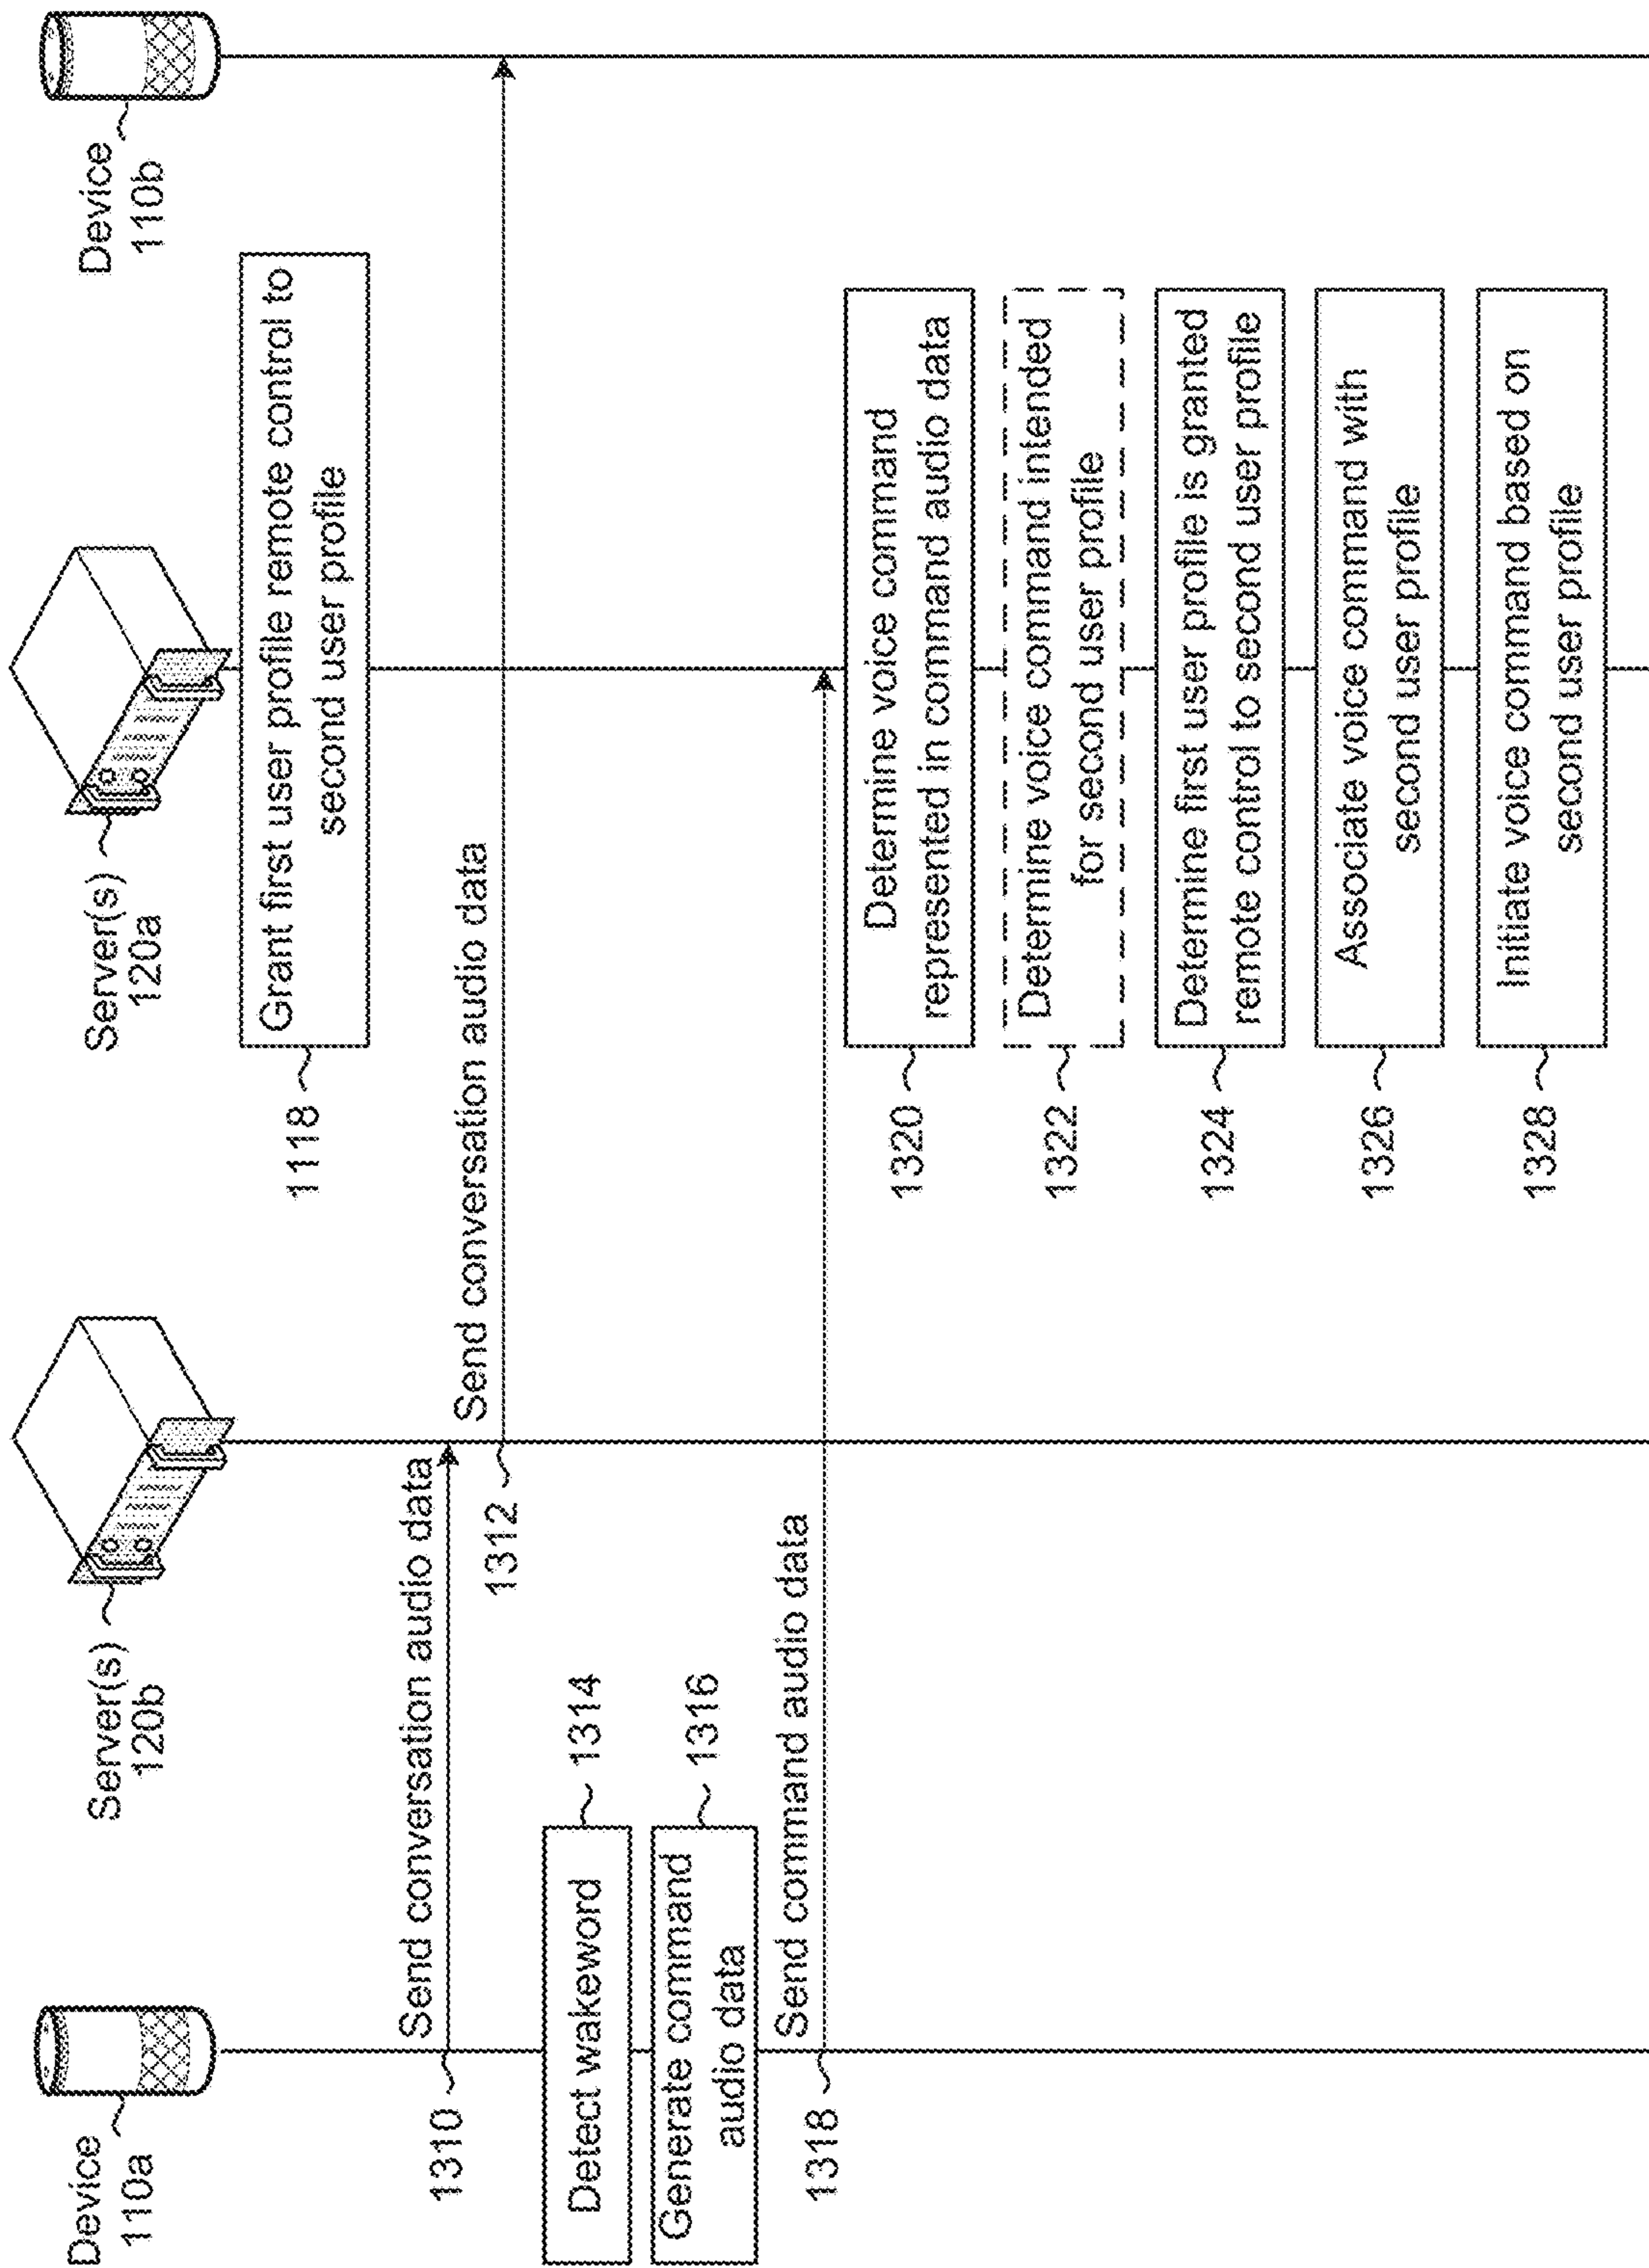 Device
110a
Server(s)
120b
Server(s)
120a
Device
110b
1118
Grant first user profile remote control to
second user profile
Send conversation audio data
1310
Send conversation audio data
1312
Detect wakeword
1314
Generate command
audio data
1316
Send command audio data
1318
1320
Determine voice command
represented in command audio data
1322
Determine voice command intended
for second user profile
1324
Determine first user profile is granted
remote control to second user profile
1326
Associate voice command with
second user profile
1328
Initiate voice command based on
second user profile